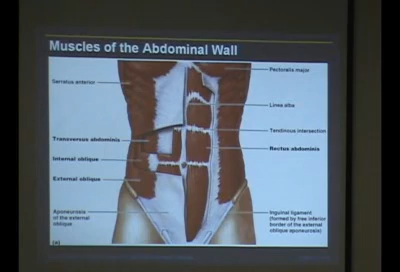 Muscles of the Abdominal Wall
Serratus anterior
Transversus abdominis
Internal oblique
External oblique
Aponeurosis
of the external
oblique
(a)
Pectoralis major
Linea alba
Tendinous intersection
Rectus abdominis
Inguinal ligament
(formed by free inferior
border of the external
oblique aponeurosis)